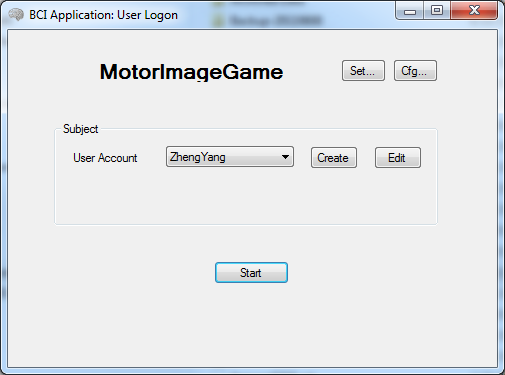 BCI Application: User Logon
MotorImageGame
Set...
Cfg...
Subject
User Account
ZhengYang
Create
Edit
Start